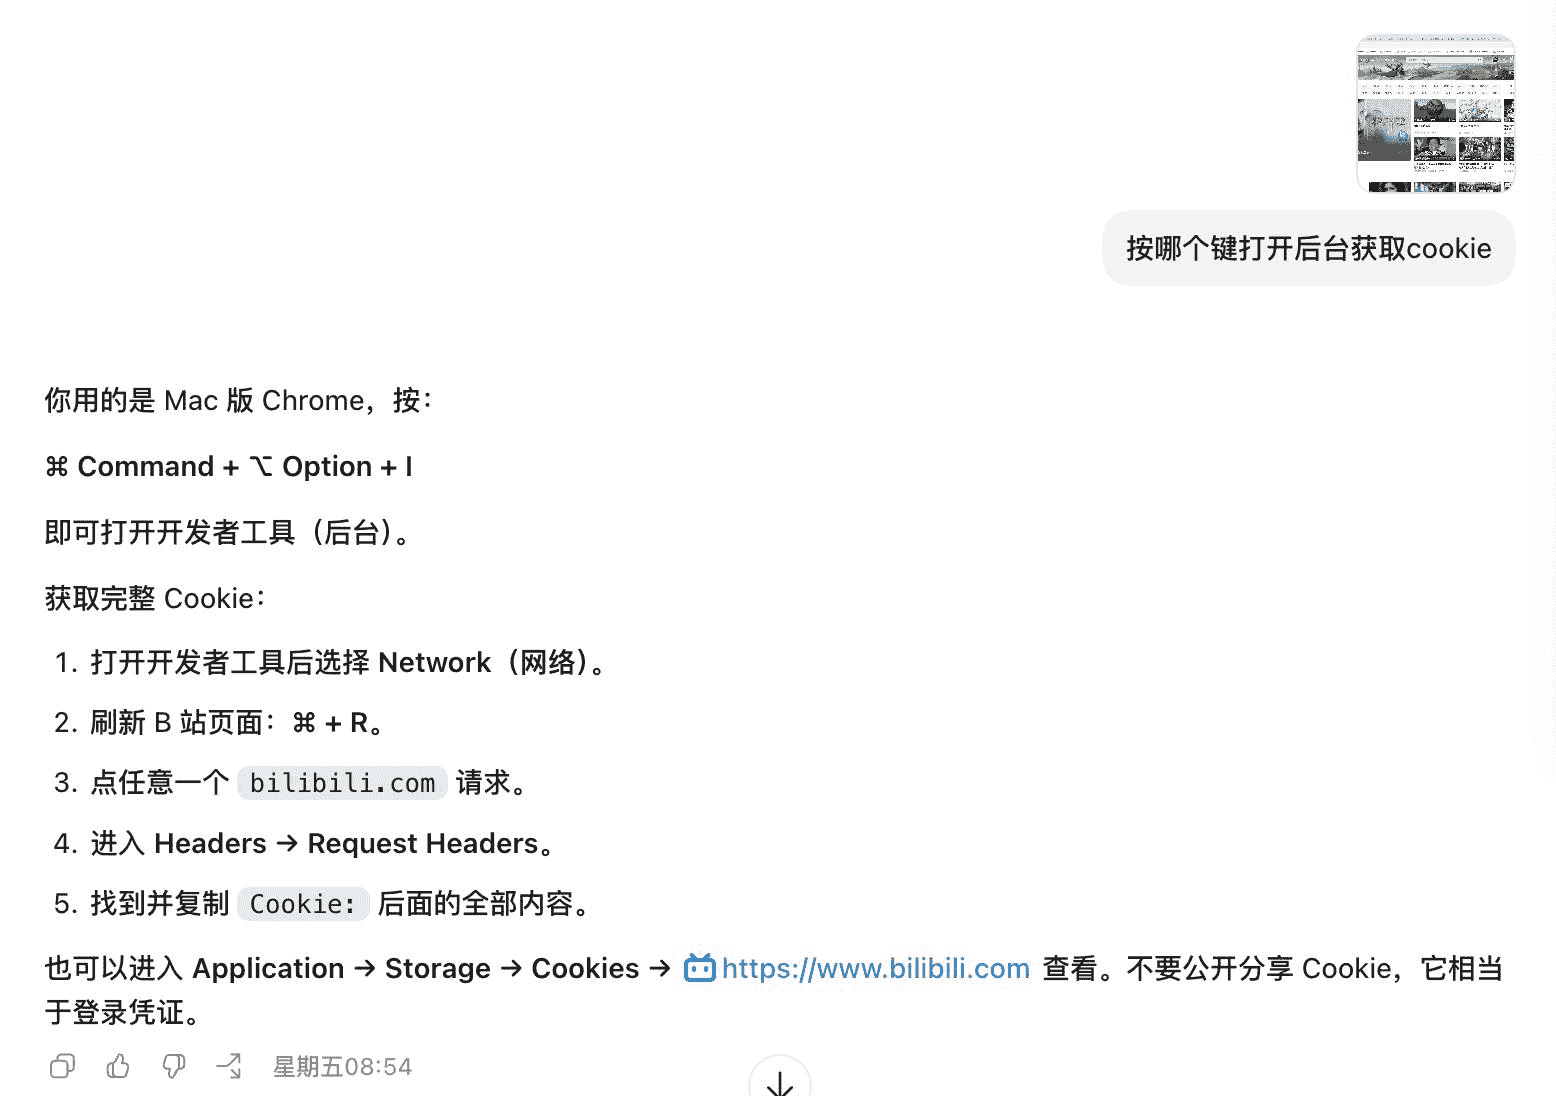 按哪个键打开后台获取cookie
你用的是 Mac 版 Chrome，按：
⌘ Command + ⌥ Option + I
即可打开开发者工具（后台）。
获取完整 Cookie：
1. 打开开发者工具后选择 Network（网络）。
2. 刷新 B 站页面：⌘ + R。
3. 点任意一个 bilibili.com 请求。
4. 进入 Headers → Request Headers。
5. 找到并复制 Cookie: 后面的全部内容。
也可以进入 Application → Storage → Cookies → https://www.bilibili.com 查看。不要公开分享 Cookie，它相当
于登录凭证。
星期五08:54